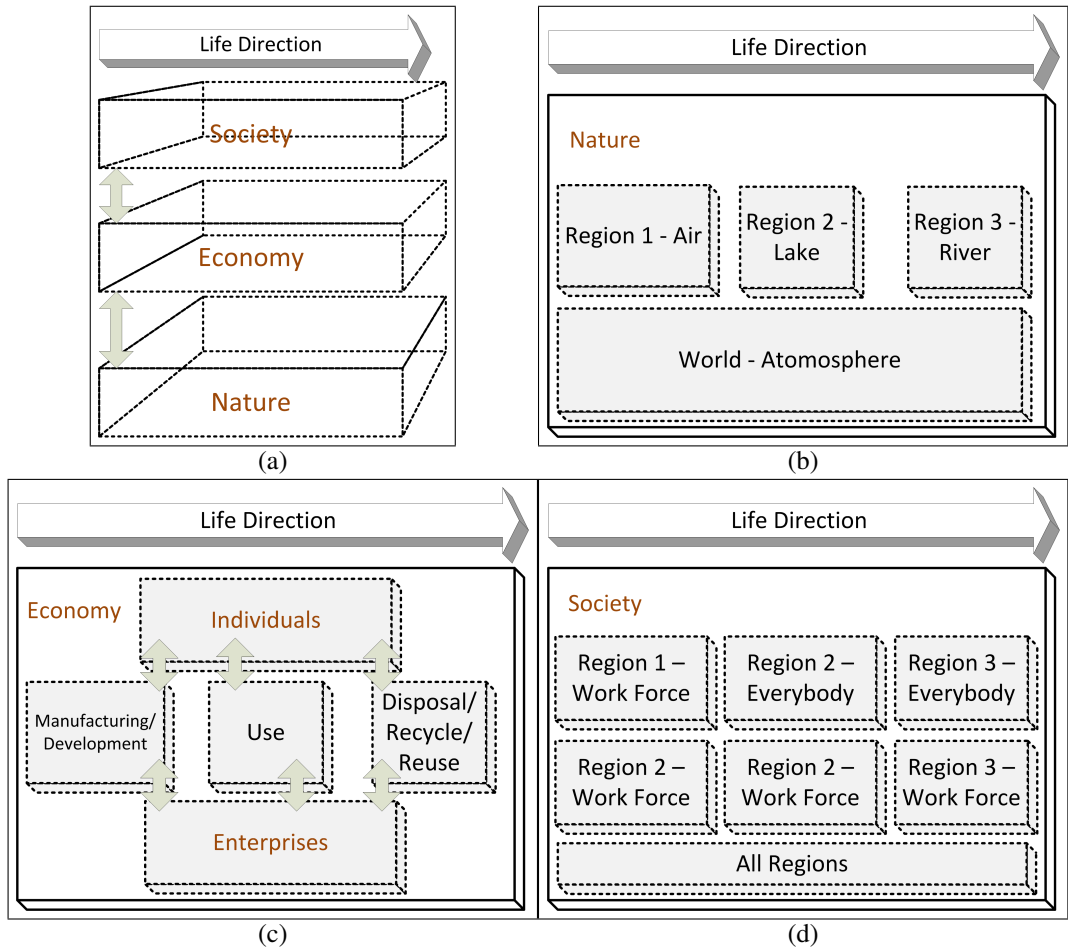 Life Direction
Society
Economy
Nature
(a)
Life Direction
Nature
Region 1 - Air
Region 2 -
Lake
Region 3 -
River
World - Atomosphere
(b)
Life Direction
Economy
Individuals
Manufacturing/
Development
Use
Disposal/
Recycle/
Reuse
Enterprises
(c)
Life Direction
Society
Region 1 –
Work Force
Region 2 –
Everybody
Region 3 –
Everybody
Region 2 –
Work Force
Region 2 –
Work Force
Region 3 –
Work Force
All Regions
(d)